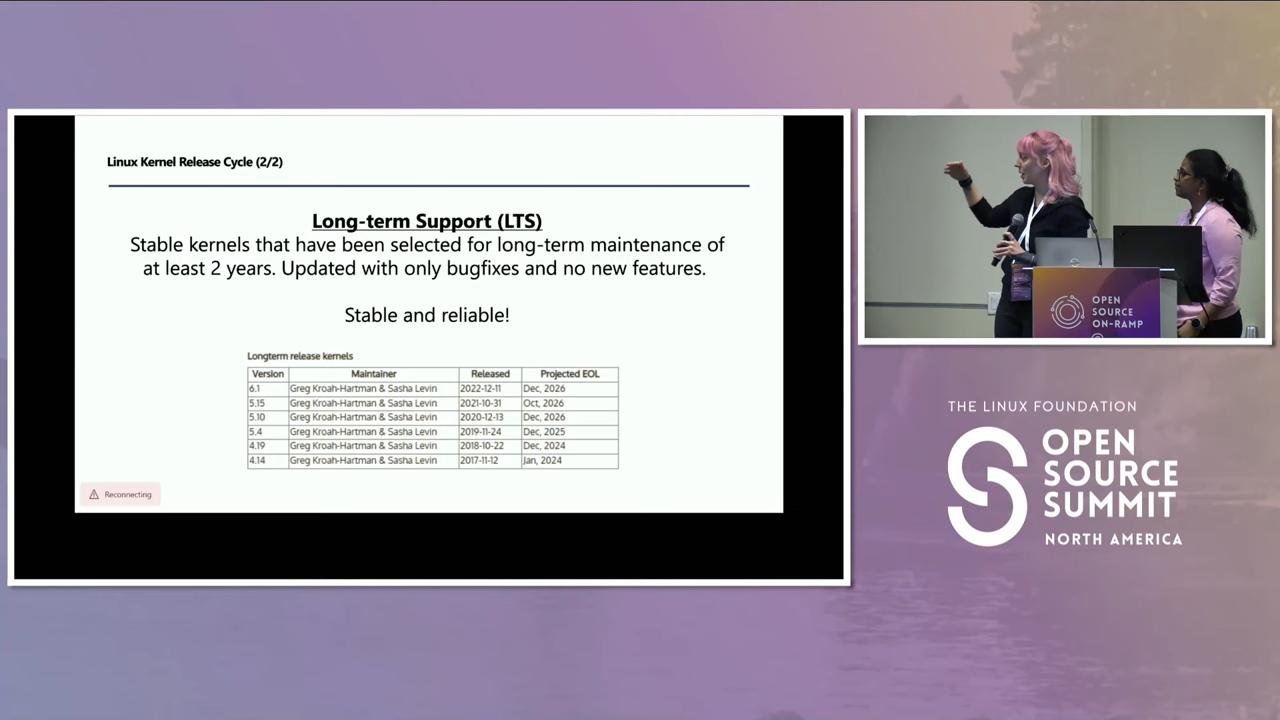 Linux Kernel Release Cycle (2/2)
Long-term Support (LTS)
Stable kernels that have been selected for long-term maintenance of
at least 2 years. Updated with only bugfixes and no new features.
Stable and reliable!
Longterm release kernels
Version Maintainer Released Projected EOL
6.1 Greg Kroah-Hartman & Sasha Levin 2022-12-11 Dec, 2026
5.15 Greg Kroah-Hartman & Sasha Levin 2021-10-31 Oct, 2026
5.10 Greg Kroah-Hartman & Sasha Levin 2020-12-13 Dec, 2026
5.4 Greg Kroah-Hartman & Sasha Levin 2019-11-24 Dec, 2025
4.19 Greg Kroah-Hartman & Sasha Levin 2018-10-22 Dec, 2024
4.14 Greg Kroah-Hartman & Sasha Levin 2017-11-12 Jan, 2024
Reconnecting
OPEN
SOURCE
ON-RAMP
THE LINUX FOUNDATION
OPEN
SOURCE
SUMMIT
NORTH AMERICA